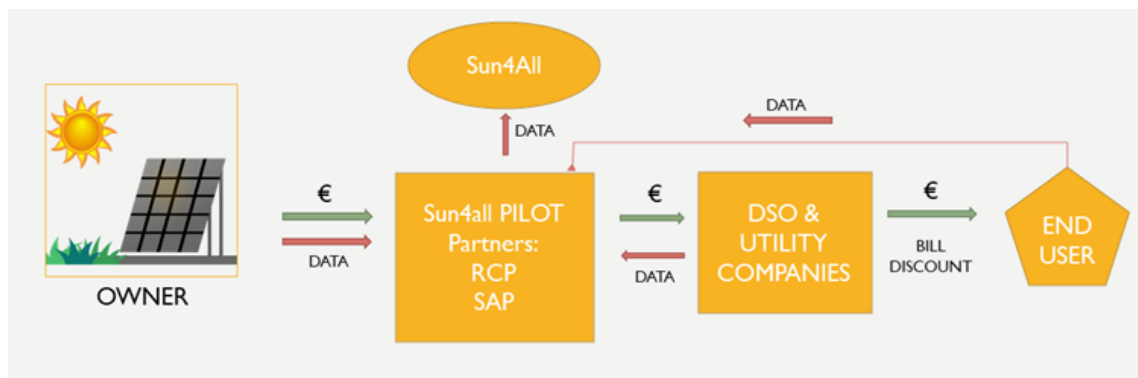 Sun4All
DATA
DATA
€
DATA
OWNER
Sun4all PILOT
Partners:
RCP
SAP
€
DATA
DSO &
UTILITY
COMPANIES
€
BILL
DISCOUNT
END
USER